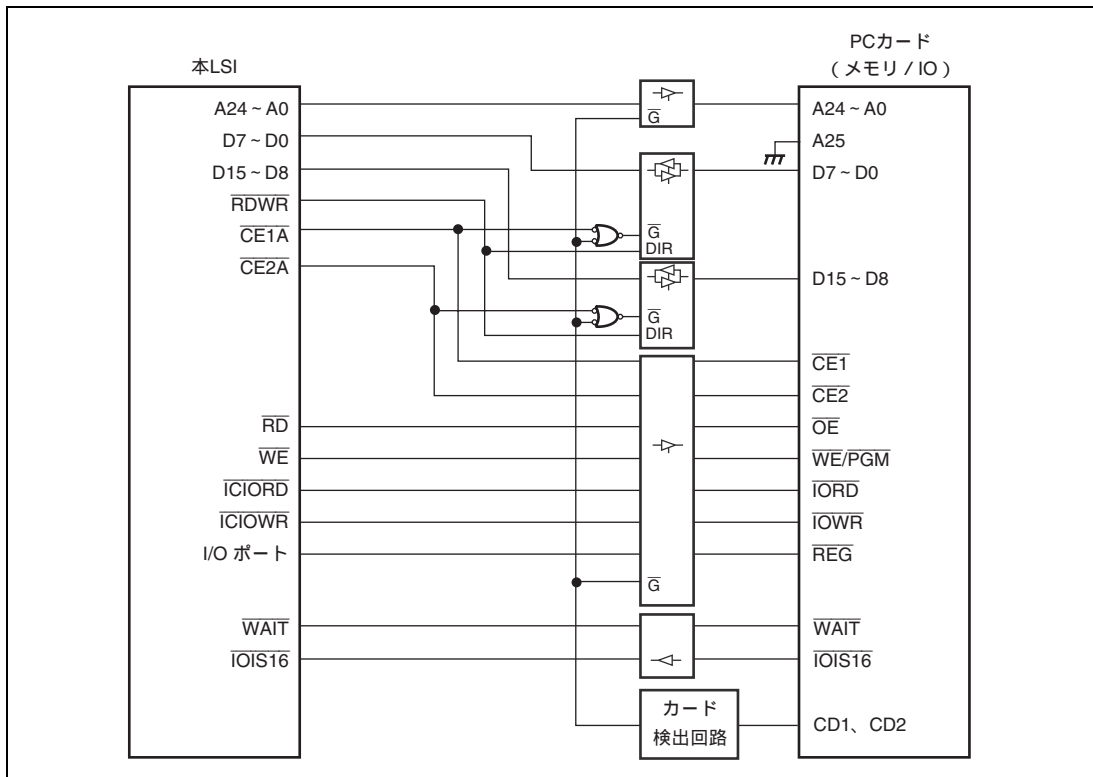 本LSI
A24 ~ A0
D7 ~ D0
D15 ~ D8
RDWR
CE1A
CE2A
RD
WE
ICIORD
ICIOWR
I/O ポート
WAIT
IOIS16
G
G
DIR
G
DIR
G
カード
検出回路
PCカード
( メモリ / IO )
A24 ~ A0
A25
D7 ~ D0
D15 ~ D8
CE1
CE2
OE
WE/PGM
IORD
IOWR
REG
WAIT
IOIS16
CD1、CD2